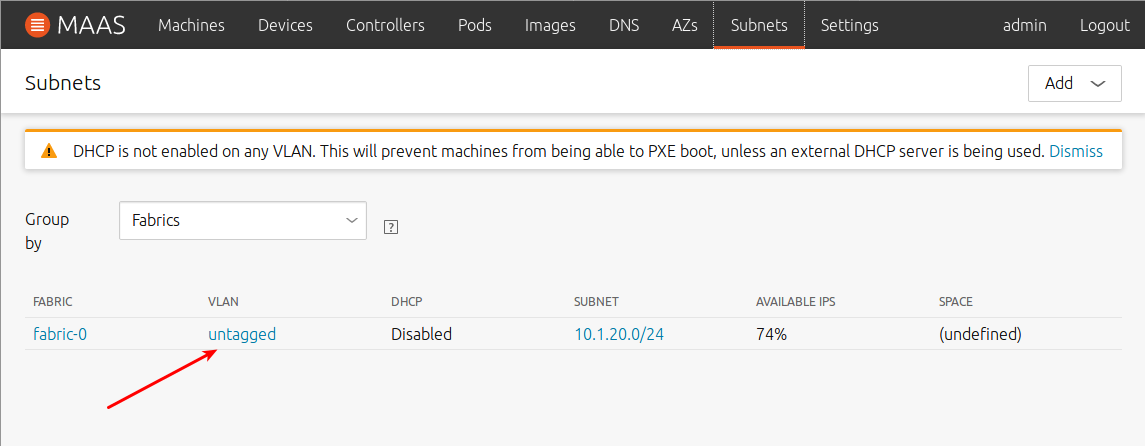 MAAS Machines Devices Controllers Pods Images DNS AZs Subnets Settings admin Logout
Subnets Add
DHCP is not enabled on any VLAN. This will prevent machines from being able to PXE boot, unless an external DHCP server is being used. Dismiss
Group
by
Fabrics ?
FABRIC VLAN DHCP SUBNET AVAILABLE IPS SPACE
fabric-0 untagged Disabled 10.1.20.0/24 74% (undefined)